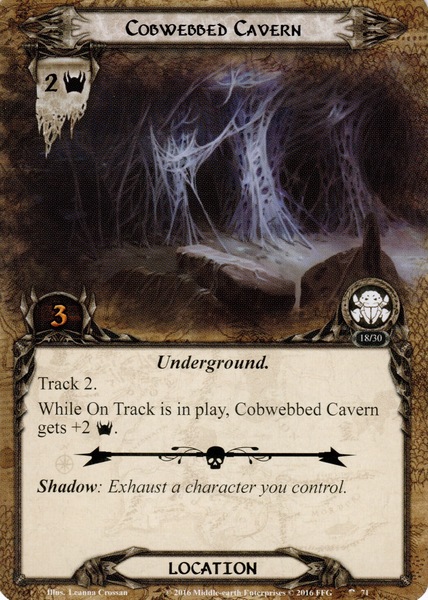 COBWEBBED CAVERN
2
3
18/30
Underground.
Track 2.
While On Track is in play, Cobwebbed Cavern
gets +2 .
Shadow: Exhaust a character you control.
LOCATION
Illus. Leanna Crossan © 2016 Middle-earth Enterprises © 2016 FFG 71